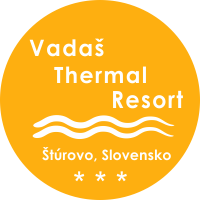 Vadaš
Thermal
Resort
Štúrovo, Slovensko
* * *